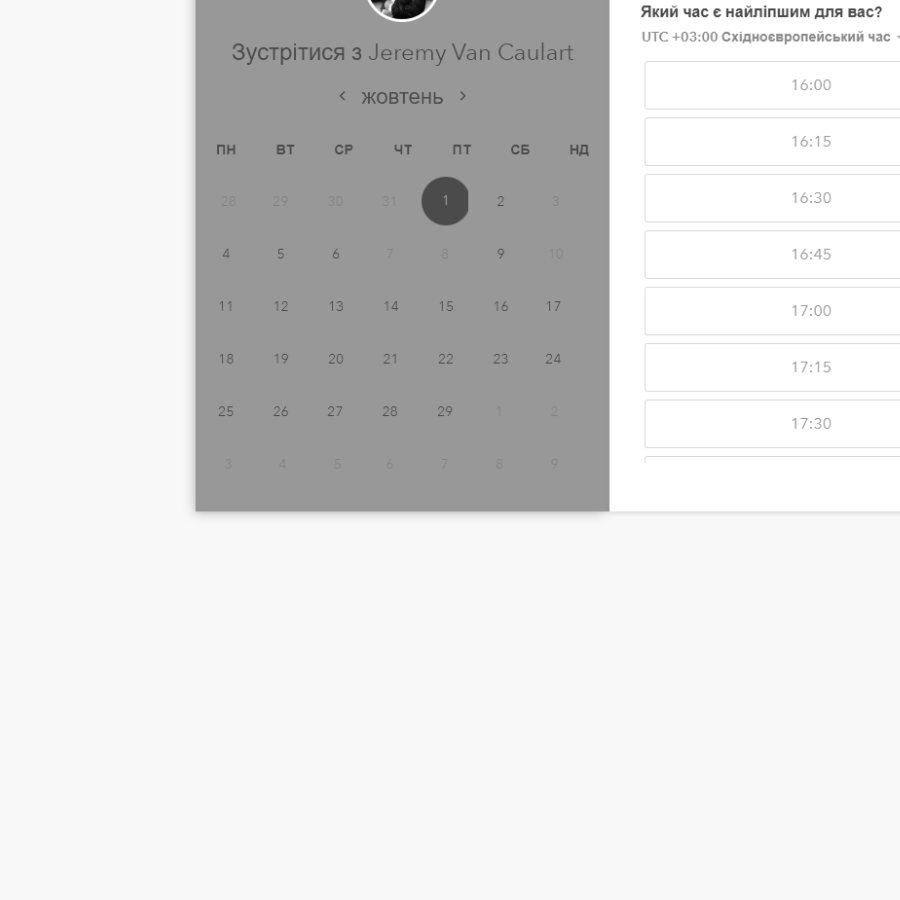 Зустрітися з Jeremy Van Caulart
жовтень
ПН ВТ СР ЧТ ПТ СБ НД
28 29 30 31 1 2 3
4 5 6 7 8 9 10
11 12 13 14 15 16 17
18 19 20 21 22 23 24
25 26 27 28 29 1 2
3 4 5 6 7 8 9
Який час є найліпшим для вас?
UTC +03:00 Східноєвропейський час
16:00
16:15
16:30
16:45
17:00
17:15
17:30